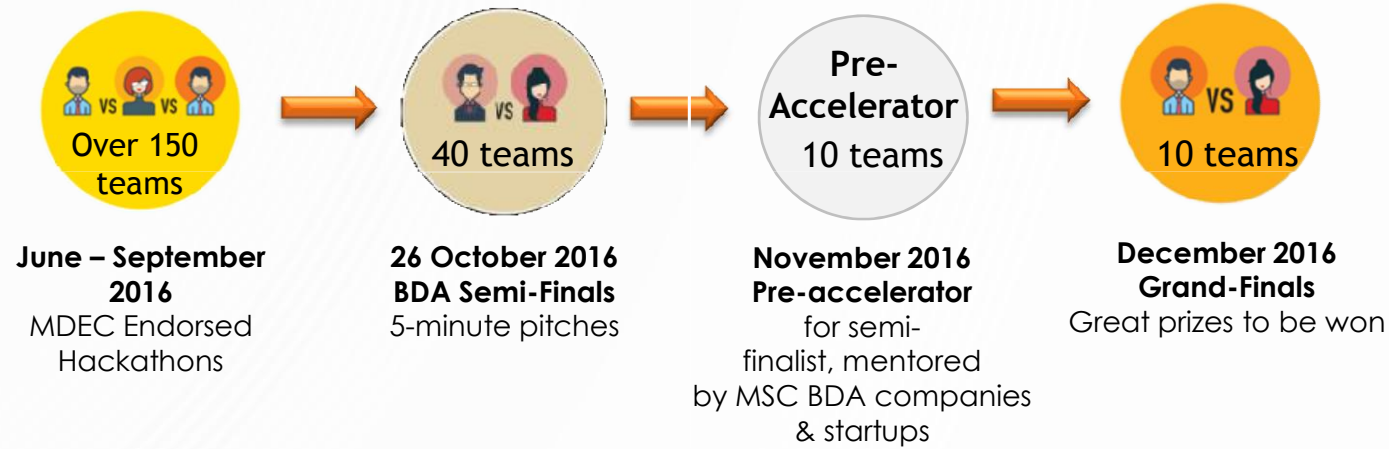 VS VS
Over 150
teams
June – September
2016
MDEC Endorsed
Hackathons
VS
40 teams
26 October 2016
BDA Semi-Finals
5-minute pitches
Pre-
Accelerator
10 teams
November 2016
Pre-accelerator
for semi-
finalist, mentored
by MSC BDA companies
& startups
VS
10 teams
December 2016
Grand-Finals
Great prizes to be won